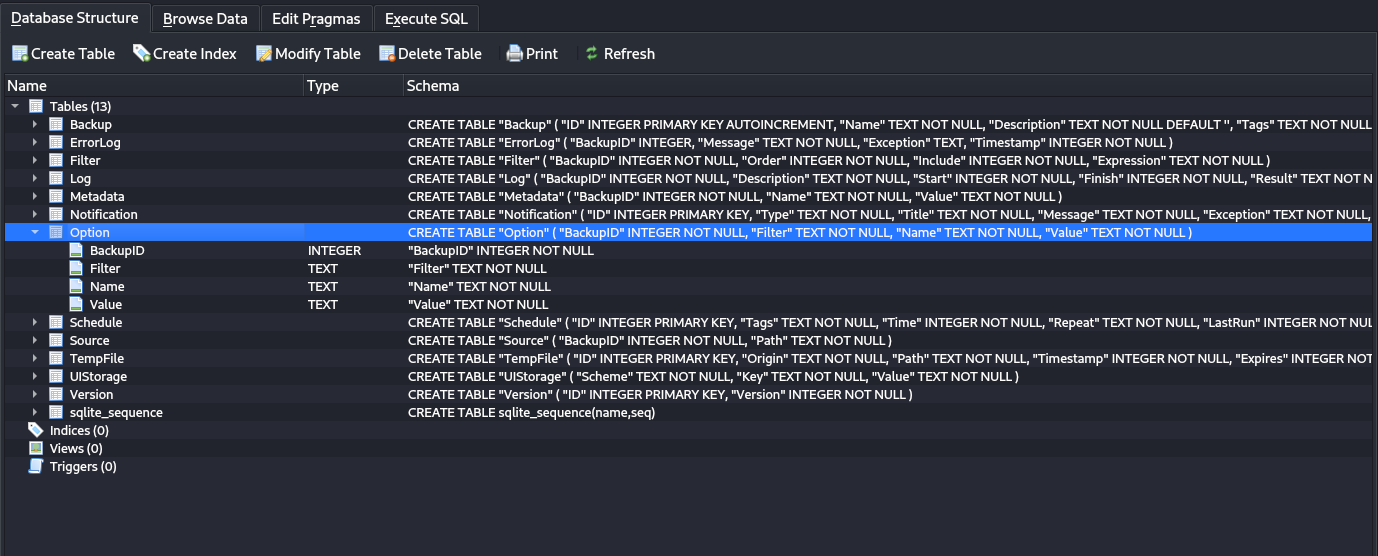 Database Structure Browse Data Edit Pragmas Execute SQL
Create Table Create Index Modify Table Delete Table Print Refresh
Name Type Schema
Tables (13)
Backup CREATE TABLE "Backup" ( "ID" INTEGER PRIMARY KEY AUTOINCREMENT, "Name" TEXT NOT NULL, "Description" TEXT NOT NULL DEFAULT '', "Tags" TEXT NOT NULL
ErrorLog CREATE TABLE "ErrorLog" ( "BackupID" INTEGER, "Message" TEXT NOT NULL, "Exception" TEXT, "Timestamp" INTEGER NOT NULL )
Filter CREATE TABLE "Filter" ( "BackupID" INTEGER NOT NULL, "Order" INTEGER NOT NULL, "Include" INTEGER NOT NULL, "Expression" TEXT NOT NULL )
Log CREATE TABLE "Log" ( "BackupID" INTEGER NOT NULL, "Description" TEXT NOT NULL, "Start" INTEGER NOT NULL, "Finish" INTEGER NOT NULL, "Result" TEXT NOT N
Metadata CREATE TABLE "Metadata" ( "BackupID" INTEGER NOT NULL, "Name" TEXT NOT NULL, "Value" TEXT NOT NULL )
Notification CREATE TABLE "Notification" ( "ID" INTEGER PRIMARY KEY, "Type" TEXT NOT NULL, "Title" TEXT NOT NULL, "Message" TEXT NOT NULL, "Exception" TEXT NOT NULL,
Option CREATE TABLE "Option" ( "BackupID" INTEGER NOT NULL, "Filter" TEXT NOT NULL, "Name" TEXT NOT NULL, "Value" TEXT NOT NULL )
BackupID INTEGER "BackupID" INTEGER NOT NULL
Filter TEXT "Filter" TEXT NOT NULL
Name TEXT "Name" TEXT NOT NULL
Value TEXT "Value" TEXT NOT NULL
Schedule CREATE TABLE "Schedule" ( "ID" INTEGER PRIMARY KEY, "Tags" TEXT NOT NULL, "Time" INTEGER NOT NULL, "Repeat" TEXT NOT NULL, "LastRun" INTEGER NOT NUL
Source CREATE TABLE "Source" ( "BackupID" INTEGER NOT NULL, "Path" TEXT NOT NULL )
TempFile CREATE TABLE "TempFile" ( "ID" INTEGER PRIMARY KEY, "Origin" TEXT NOT NULL, "Path" TEXT NOT NULL, "Timestamp" INTEGER NOT NULL, "Expires" INTEGER NOT
UIStorage CREATE TABLE "UIStorage" ( "Scheme" TEXT NOT NULL, "Key" TEXT NOT NULL, "Value" TEXT NOT NULL )
Version CREATE TABLE "Version" ( "ID" INTEGER PRIMARY KEY, "Version" INTEGER NOT NULL )
sqlite_sequence CREATE TABLE sqlite_sequence(name,seq)
Indices (0)
Views (0)
Triggers (0)